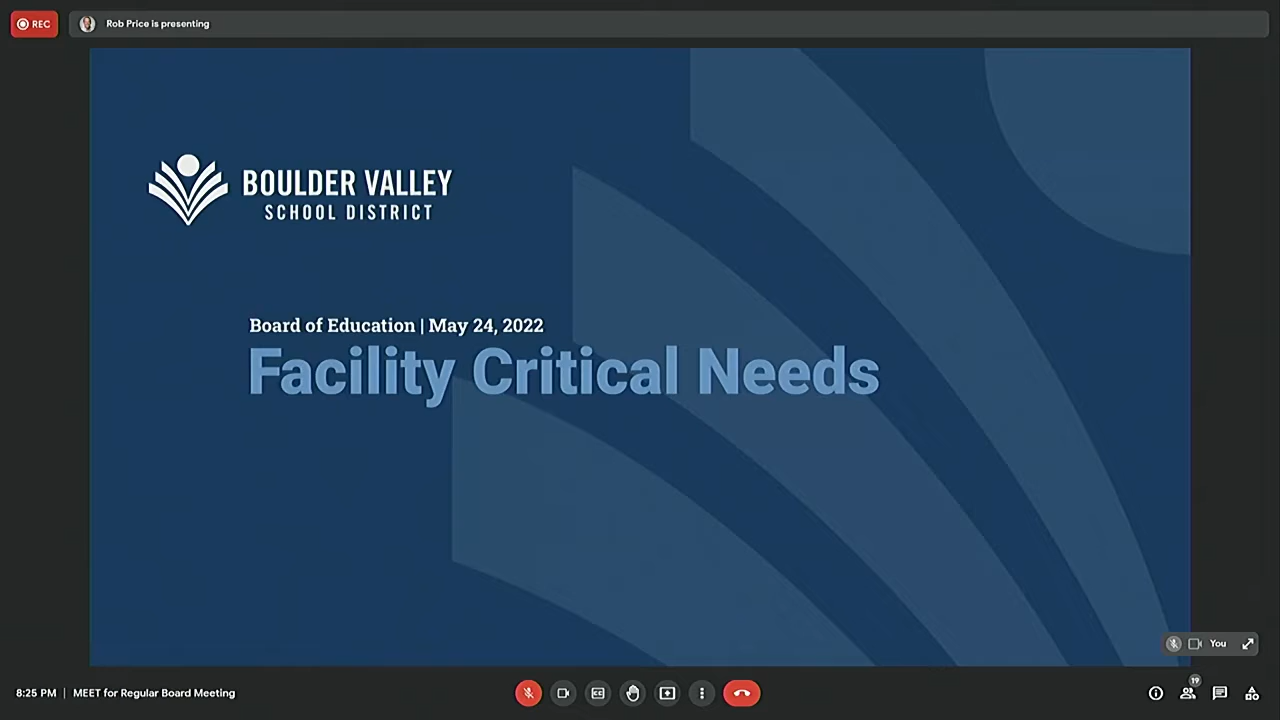 REC
Rob Price is presenting
BOULDER VALLEY
SCHOOL DISTRICT
Board of Education | May 24, 2022
Facility Critical Needs
You
19
8:25 PM | MEET for Regular Board Meeting